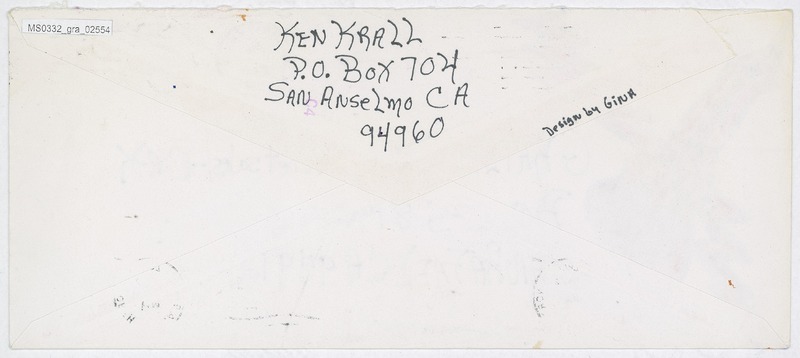 MS0332_gra_02554
KEN KRALL
P.O. BOX 704
SAN ANSELMO CA
94960
Design by GINA